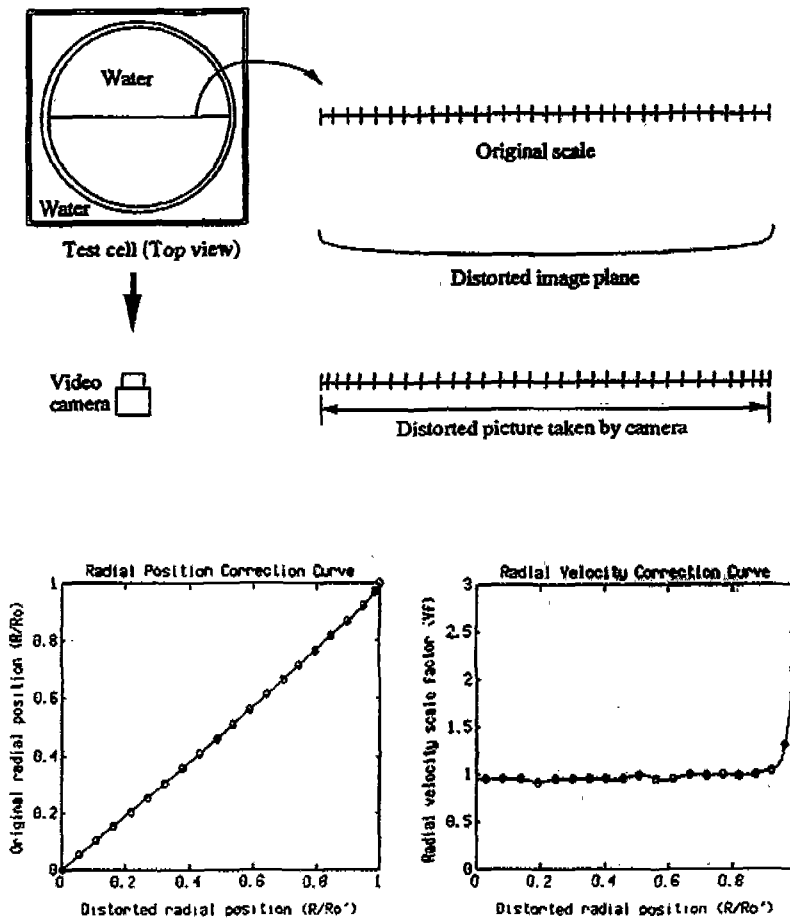 Water
Water
Test cell (Top view)
Original scale
Distorted image plane
Video
camera
Distorted picture taken by camera
Radial Position Correction Curve
Original radial position (R/Ro)
1
0.8
0.6
0.4
0.2
0
0
0.2
0.4
0.6
0.8
1
Distorted radial position (R/Ro')
Radial Velocity Correction Curve
Radial velocity scale factor (Vf)
3
2.5
2
1.5
1
0.5
0
0
0.2
0.4
0.6
0.8
Distorted radial position (R/Ro')